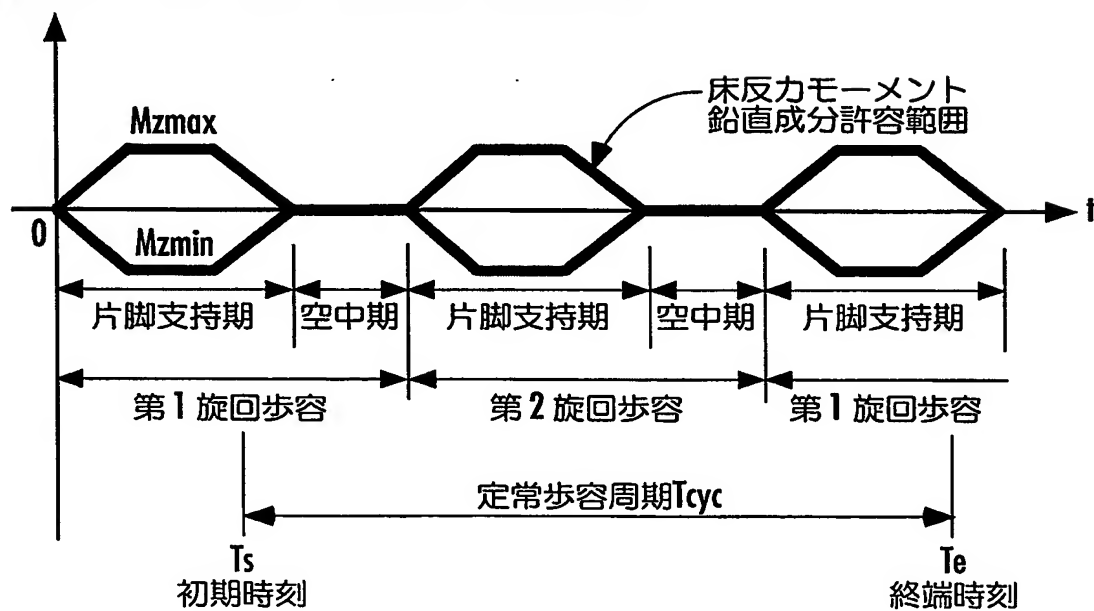 床反力モーメント
鉛直成分許容範囲
Mzmax
t
0
Mzmin
片脚支持期 空中期 片脚支持期 空中期 片脚支持期
第1旋回歩容 第2旋回歩容 第1旋回歩容
定常歩容周期Tcyc
Ts Te
初期時刻 終端時刻